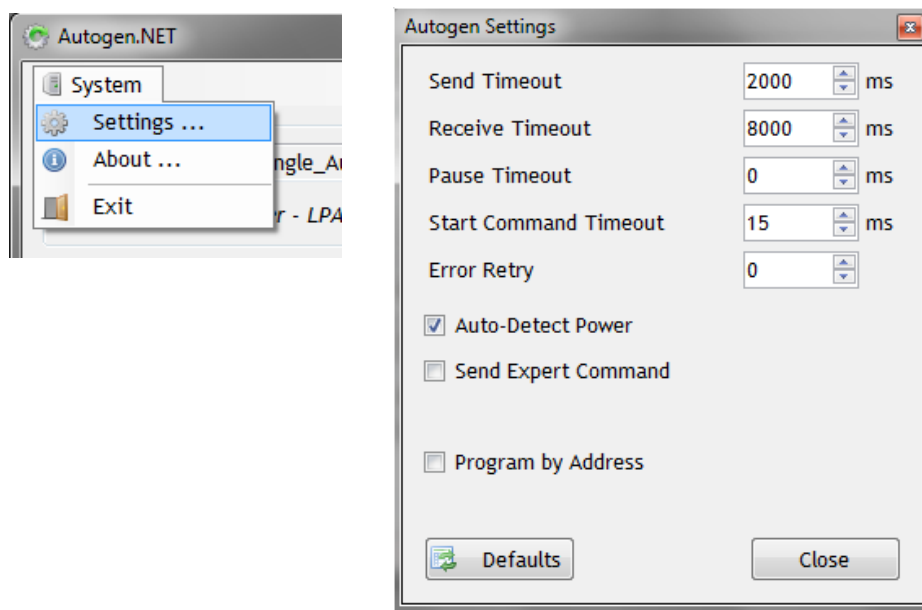 Autogen.NET
System
Settings ...
About ...
ngle_A
Exit
r - LPA
Autogen Settings
Send Timeout 2000 ms
Receive Timeout 8000 ms
Pause Timeout 0 ms
Start Command Timeout 15 ms
Error Retry 0
Auto-Detect Power
Send Expert Command
Program by Address
Defaults Close